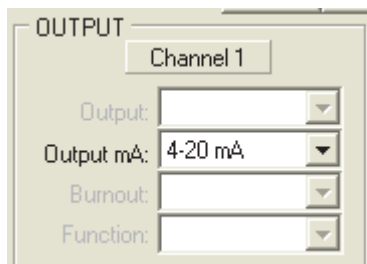 OUTPUT
Channel 1
Output:
Output mA: 4-20 mA
Burnout:
Function: